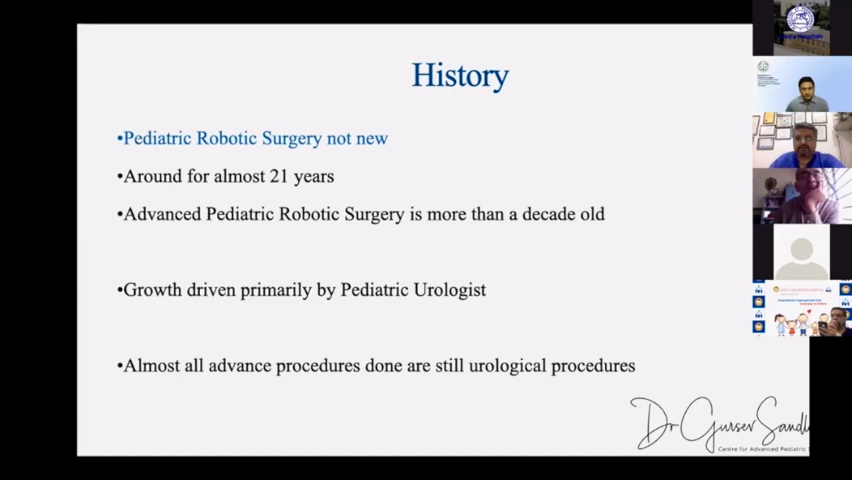 History
•Pediatric Robotic Surgery not new
•Around for almost 21 years
•Advanced Pediatric Robotic Surgery is more than a decade old
•Growth driven primarily by Pediatric Urologist
•Almost all advance procedures done are still urological procedures
Dr Gursev Sandl
Centre for Advanced Pediatric S